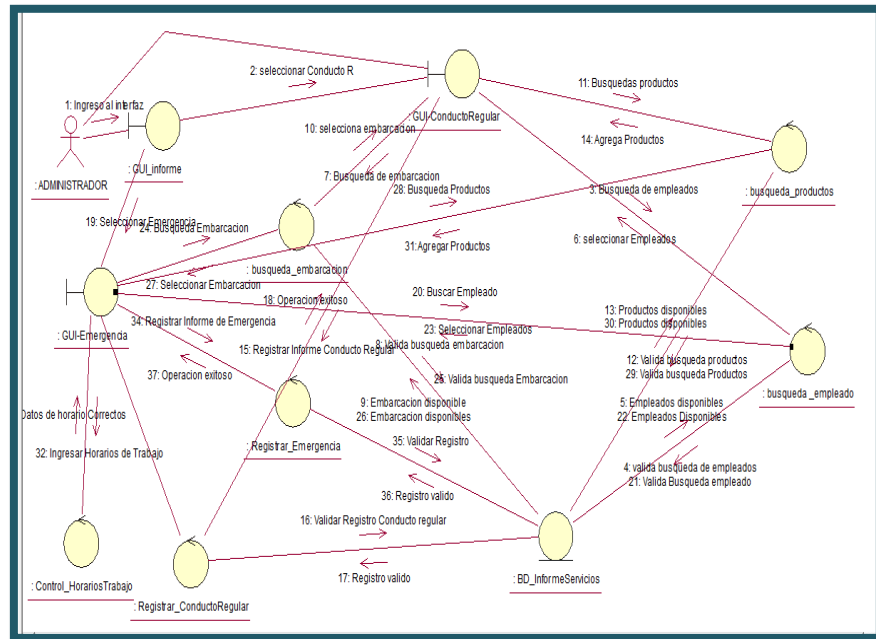 2: seleccionar Conducto R
11: Busquedas productos
1: Ingreso al interfaz
: GUI-ConductoRegular
10: selecciona embarcacion
14: Agrega Productos
: GUI_informe
: ADMINISTRADOR
7: Busqueda de embarcacion
28: Busqueda Productos
3: Busqueda de empleados
: busqueda_productos
19: Seleccionar Emergencia
24: Busqueda Embarcacion
31:Agregar Productos
6: seleccionar Empleados
: busqueda_embarcacion
27: Seleccionar Embarcacion
18: Operacion exitoso
20: Buscar Empleado
13: Productos disponibles
30: Productos disponibles
: GUI-Emergencia
34: Registrar Informe de Emergencia
23: Seleccionar Empleados
8: Valida busqueda embarcacion
15: Registrar Informe Conducto Regular
12: Valida busqueda productos
29: Valida busqueda Productos
37: Operacion exitoso
25: Valida busqueda Embarcacion
: busqueda _empleado
9: Embarcacion disponible
26: Embarcacion disponibles
5: Empleados disponibles
22: Empleados Disponibles
Datos de horario Correctos
: Registrar_Emergencia
35: Validar Registro
32: Ingresar Horarios de Trabajo
4: valida busqueda de empleados
21: Valida Busqueda empleado
36: Registro valido
16: Validar Registro Conducto regular
17: Registro valido
: BD_InformeServicios
: Control_HorariosTrabajo
: Registrar_ConductoRegular